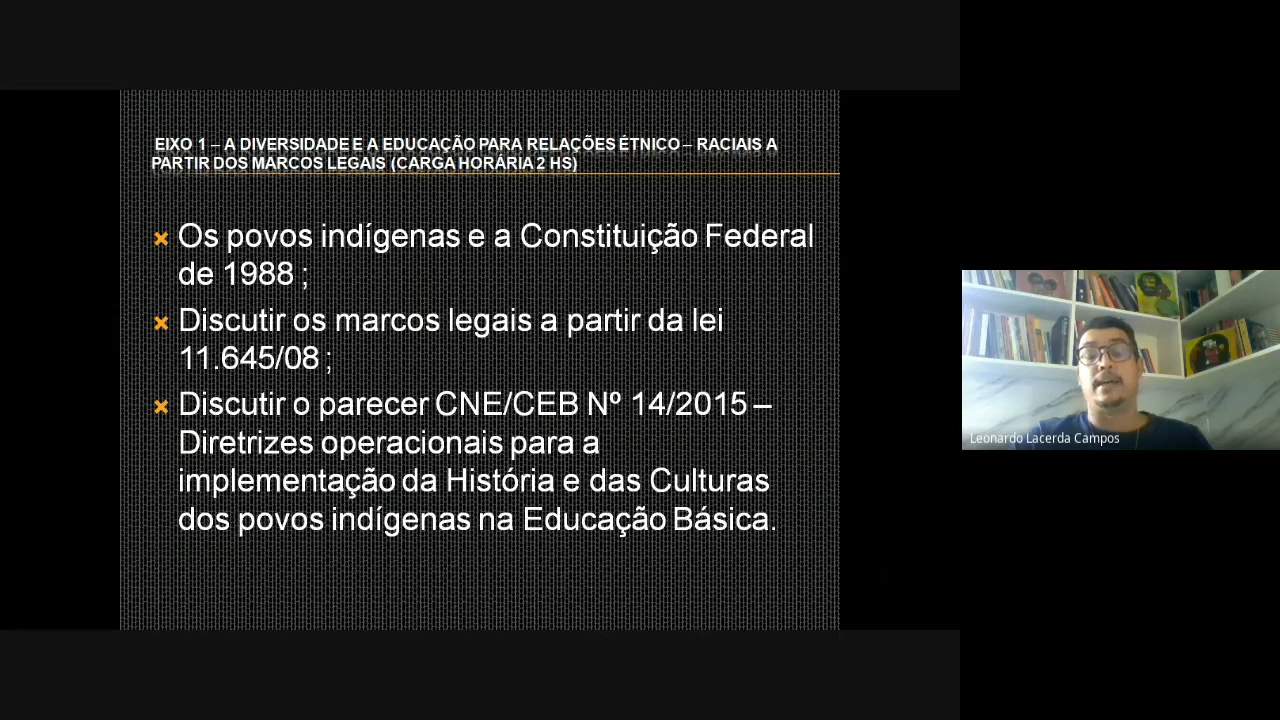 EIXO 1 – A DIVERSIDADE E A EDUCAÇÃO PARA RELAÇÕES ÉTNICO – RACIAIS A
PARTIR DOS MARCOS LEGAIS (CARGA HORÁRIA 2 HS)
Os povos indígenas e a Constituição Federal
de 1988 ;
Discutir os marcos legais a partir da lei
11.645/08 ;
Discutir o parecer CNE/CEB Nº 14/2015 –
Diretrizes operacionais para a
implementação da História e das Culturas
dos povos indígenas na Educação Básica.
Leonardo Lacerda Campos